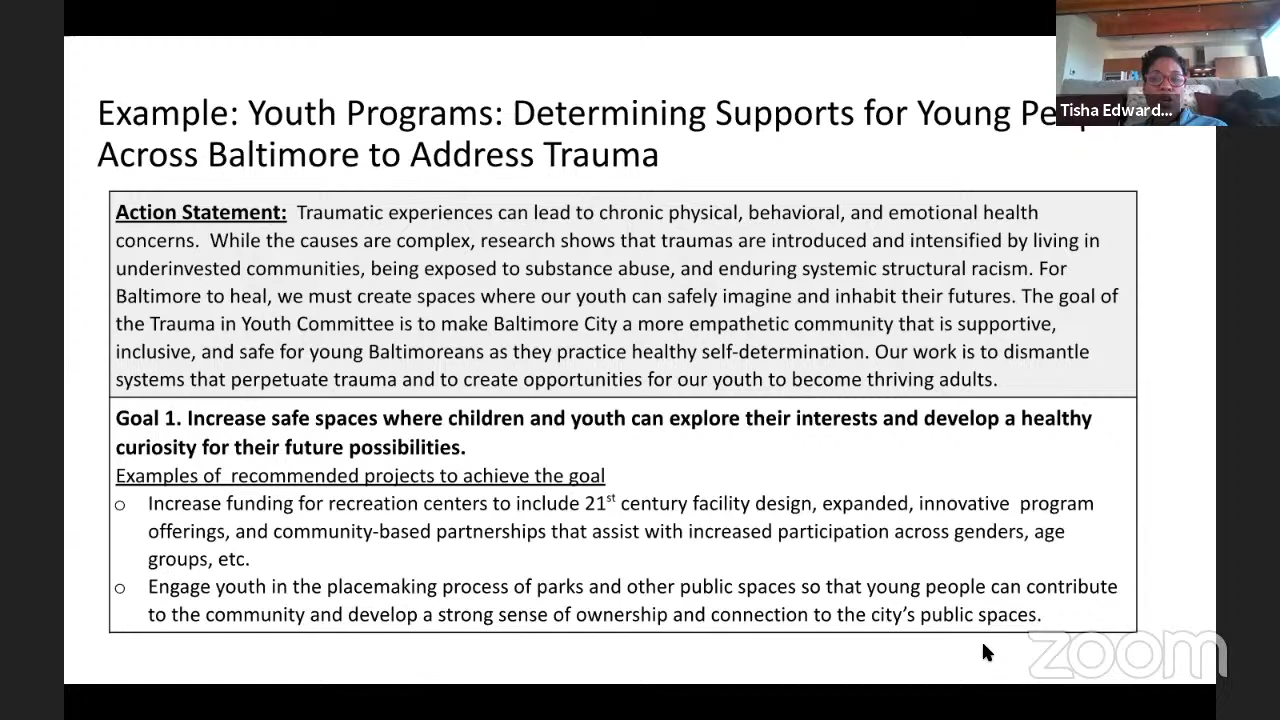 Example: Youth Programs: Determining Supports for Young
Tisha Edward...
Across Baltimore to Address Trauma
Action Statement: Traumatic experiences can lead to chronic physical, behavioral, and emotional health
concerns. While the causes are complex, research shows that traumas are introduced and intensified by living in
underinvested communities, being exposed to substance abuse, and enduring systemic structural racism. For
Baltimore to heal, we must create spaces where our youth can safely imagine and inhabit their futures. The goal of
the Trauma in Youth Committee is to make Baltimore City a more empathetic community that is supportive,
inclusive, and safe for young Baltimoreans as they practice healthy self-determination. Our work is to dismantle
systems that perpetuate trauma and to create opportunities for our youth to become thriving adults.
Goal 1. Increase safe spaces where children and youth can explore their interests and develop a healthy
curiosity for their future possibilities.
Examples of recommended projects to achieve the goal
o Increase funding for recreation centers to include 21st century facility design, expanded, innovative program
offerings, and community-based partnerships that assist with increased participation across genders, age
groups, etc.
o Engage youth in the placemaking process of parks and other public spaces so that young people can contribute
to the community and develop a strong sense of ownership and connection to the city's public spaces.
zoom